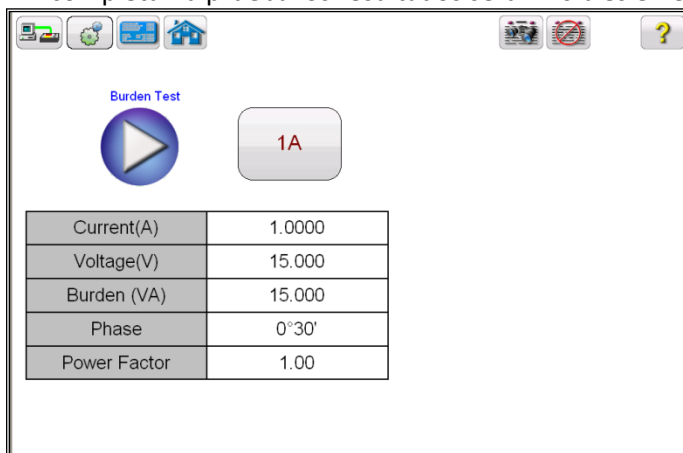 Burden Test
1A
Current(A) 1.0000
Voltage(V) 15.000
Burden (VA) 15.000
Phase 0°30'
Power Factor 1.00
?